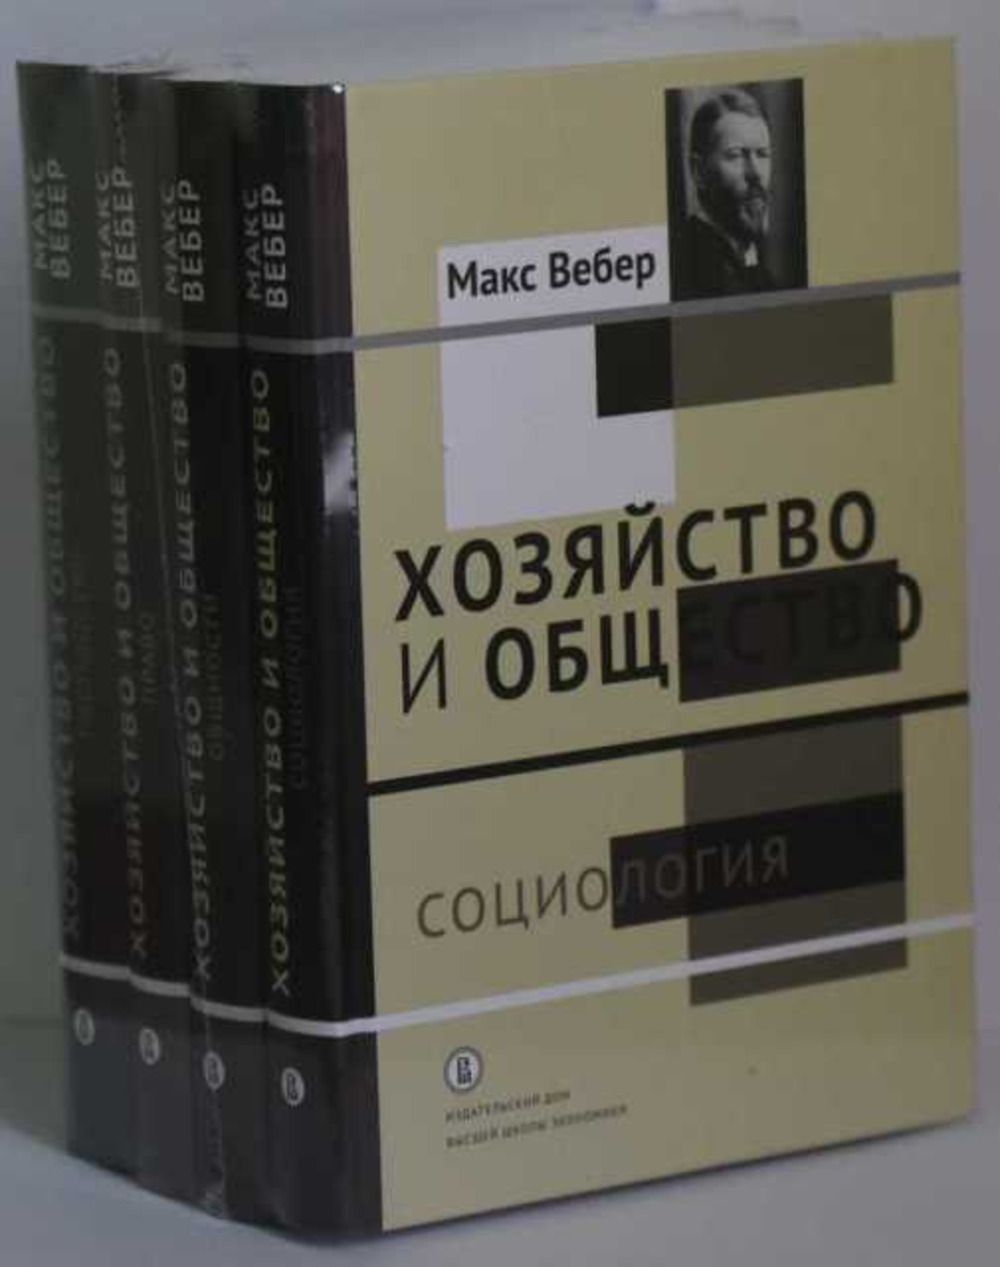 МАКС
ВЕБЕР
ХОЗЯЙСТВО И ОБЩЕСТВО
МАКС
ВЕБЕР
ХОЗЯЙСТВО И ОБЩЕСТВО
ПРАВО
МАКС
ВЕБЕР
ХОЗЯЙСТВО И ОБЩЕСТВО
ОБЩНОСТИ
МАКС
ВЕБЕР
ХОЗЯЙСТВО И ОБЩЕСТВО
СОЦИОЛОГИЯ
Макс Вебер
ХОЗЯЙСТВО
И ОБЩЕСТВО
СОЦИОЛОГИЯ
ИЗДАТЕЛЬСКИЙ ДОМ
ВЫСШЕЙ ШКОЛЫ ЭКОНОМИКИ